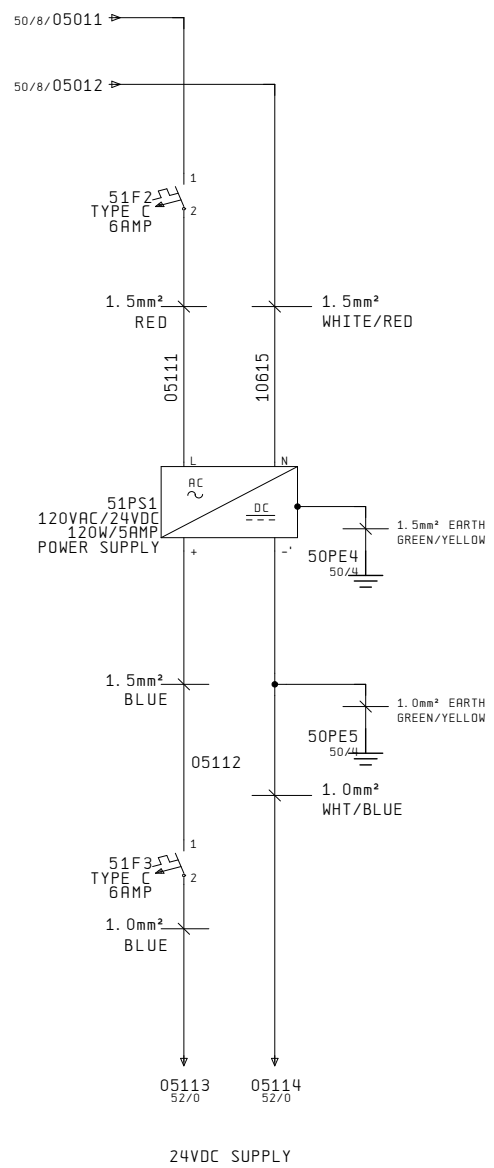 50/8/05011
50/8/05012
1
51F2
TYPE C
6AMP
2
1.5mm²
RED
1.5mm²
WHITE/RED
05111
10615
L
N
AC
DC
51PS1
120VAC/24VDC
120W/5AMP
POWER SUPPLY
+
-'
1.5mm² EARTH
GREEN/YELLOW
50PE4
50/4
1.5mm²
BLUE
1.0mm² EARTH
GREEN/YELLOW
50PE5
50/4
05112
1.0mm²
WHT/BLUE
1
51F3
TYPE C
6AMP
2
1.0mm²
BLUE
05113
52/0
05114
52/0
24VDC SUPPLY